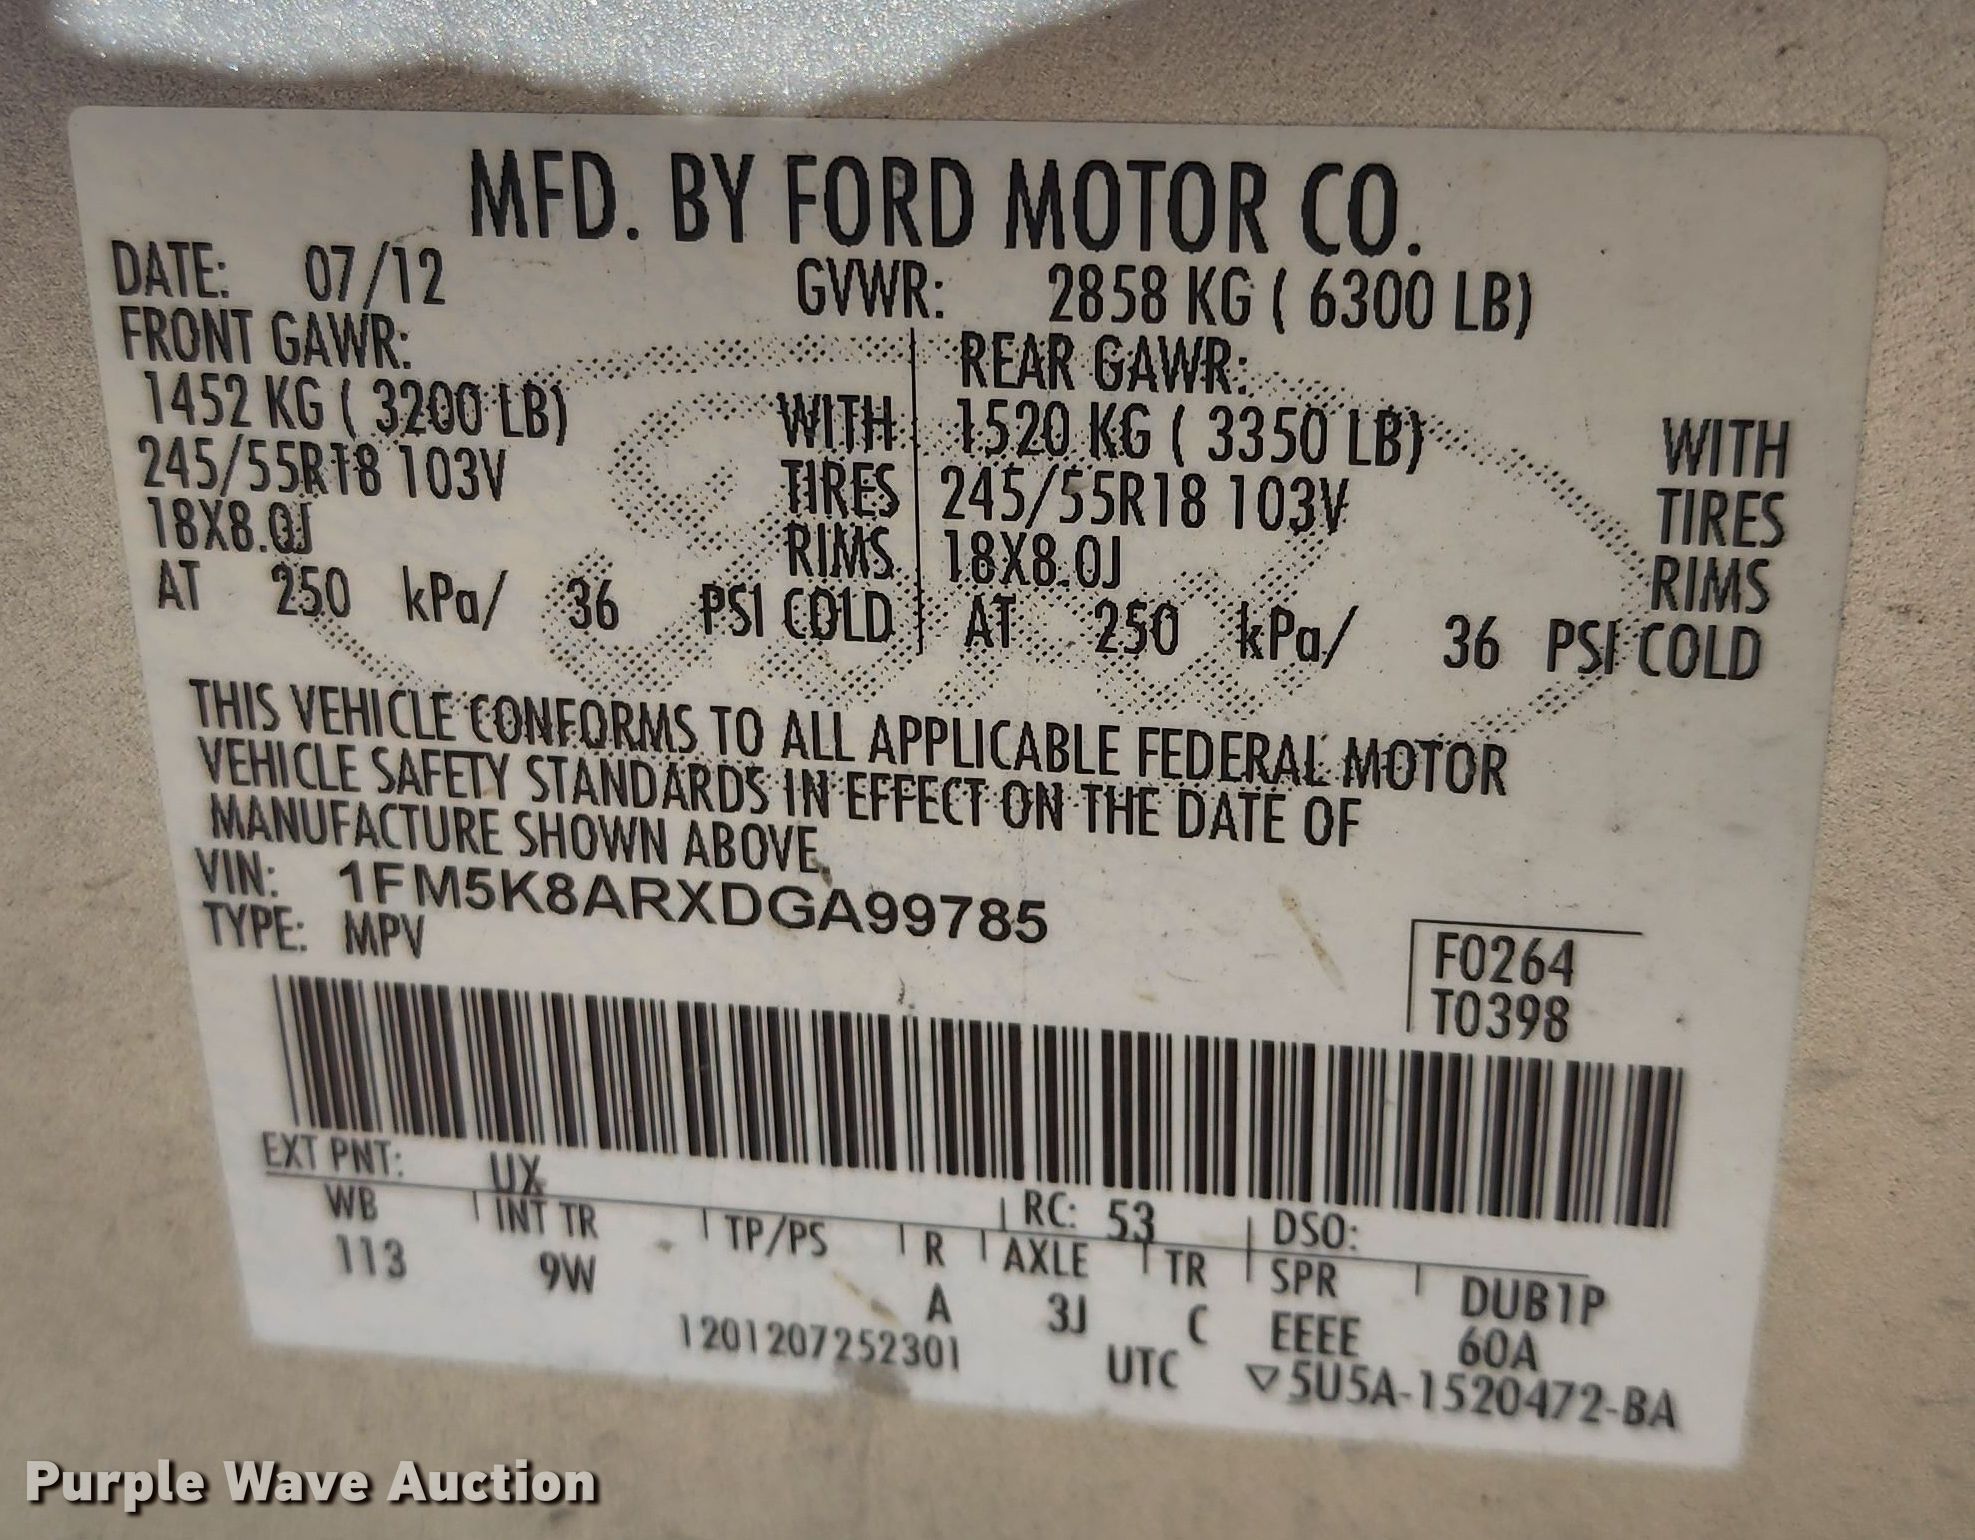 MFD. BY FORD MOTOR CO.
DATE: 07/12 GVWR: 2858 KG ( 6300 LB)
FRONT GAWR: REAR GAWR:
1452 KG ( 3200 LB) WITH 1520 KG ( 3350 LB) WITH
245/55R18 103V TIRES 245/55R18 103V TIRES
18X8.0J RIMS 18X8.0J RIMS
AT 250 kPa/ 36 PSI COLD AT 250 kPa/ 36 PSI COLD
THIS VEHICLE CONFORMS TO ALL APPLICABLE FEDERAL MOTOR
VEHICLE SAFETY STANDARDS IN EFFECT ON THE DATE OF
MANUFACTURE SHOWN ABOVE.
VIN: 1FM5K8ARXDGA99785
TYPE: MPV
F0264
T0398
EXT PNT: UX RC: 53 DSO:
WB INT TR TP/PS R AXLE TR SPR DUB1P
113 9W A 3J C EEEE 60A
1201207252301 UTC ▽5U5A-1520472-BA
Purple Wave Auction